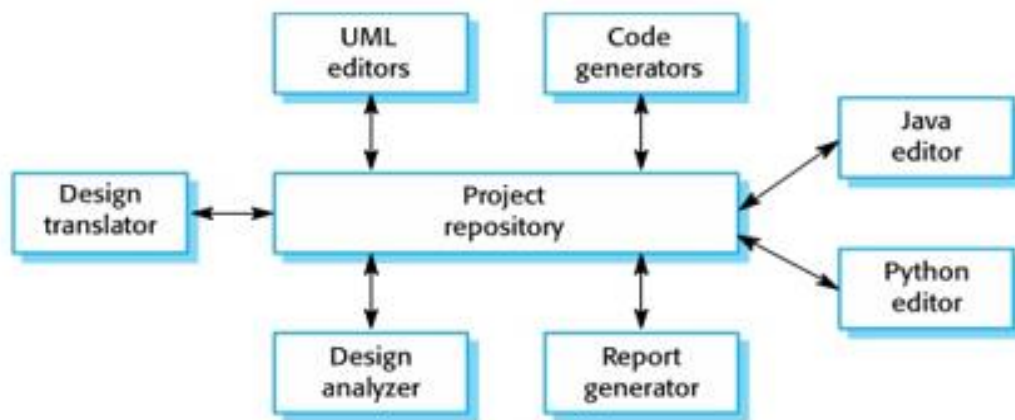 UML
editors
Code
generators
Java
editor
Design
translator
Project
repository
Python
editor
Design
analyzer
Report
generator